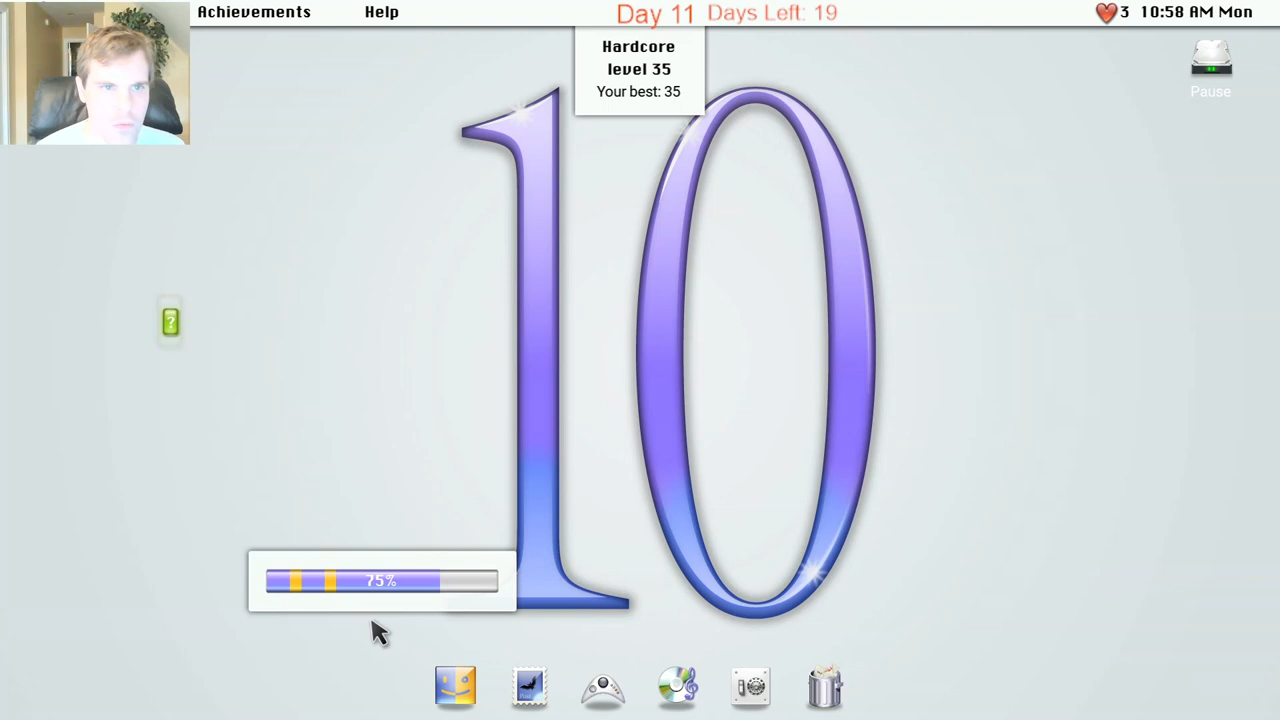 Achievements Help Day 11 Days Left: 19 3 10:58 AM Mon
Hardcore
level 35
Your best: 35
Pause
10
?
75%